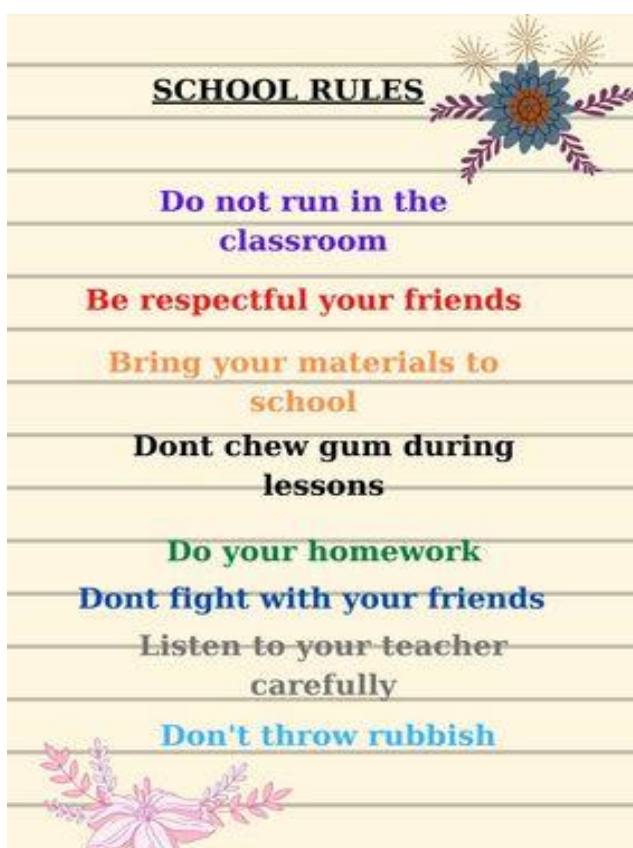 SCHOOL RULES
Do not run in the
classroom
Be respectful your friends
Bring your materials to
school
Dont chew gum during
lessons
Do your homework
Dont fight with your friends
Listen to your teacher
carefully
Don't throw rubbish